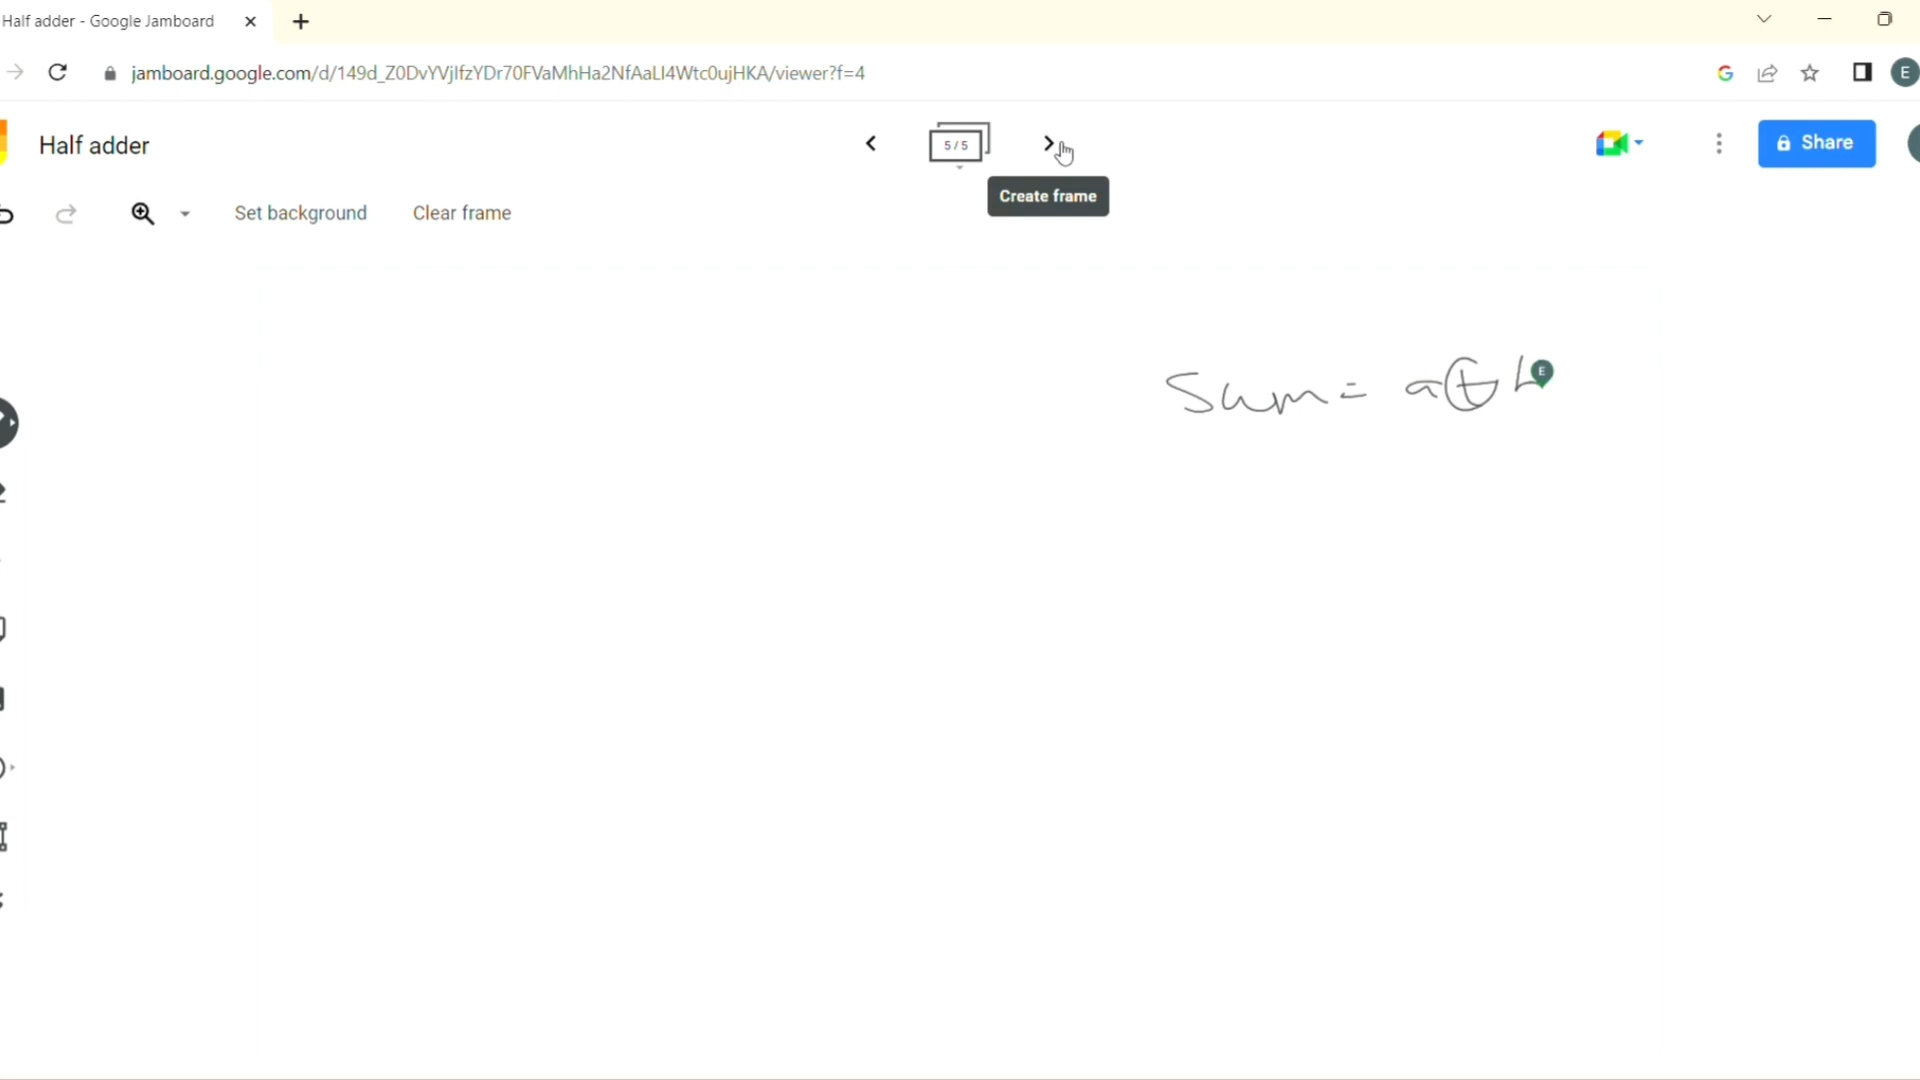 Half adder - Google Jamboard
jamboard.google.com/d/149d_Z0DvYVjIfzYDr70FVaMhHa2NfAaLI4Wtc0ujHKA/viewer?f=4
E
Half adder
5 / 5
Share
Create frame
Set background
Clear frame
Sum = a ⊕ b
E